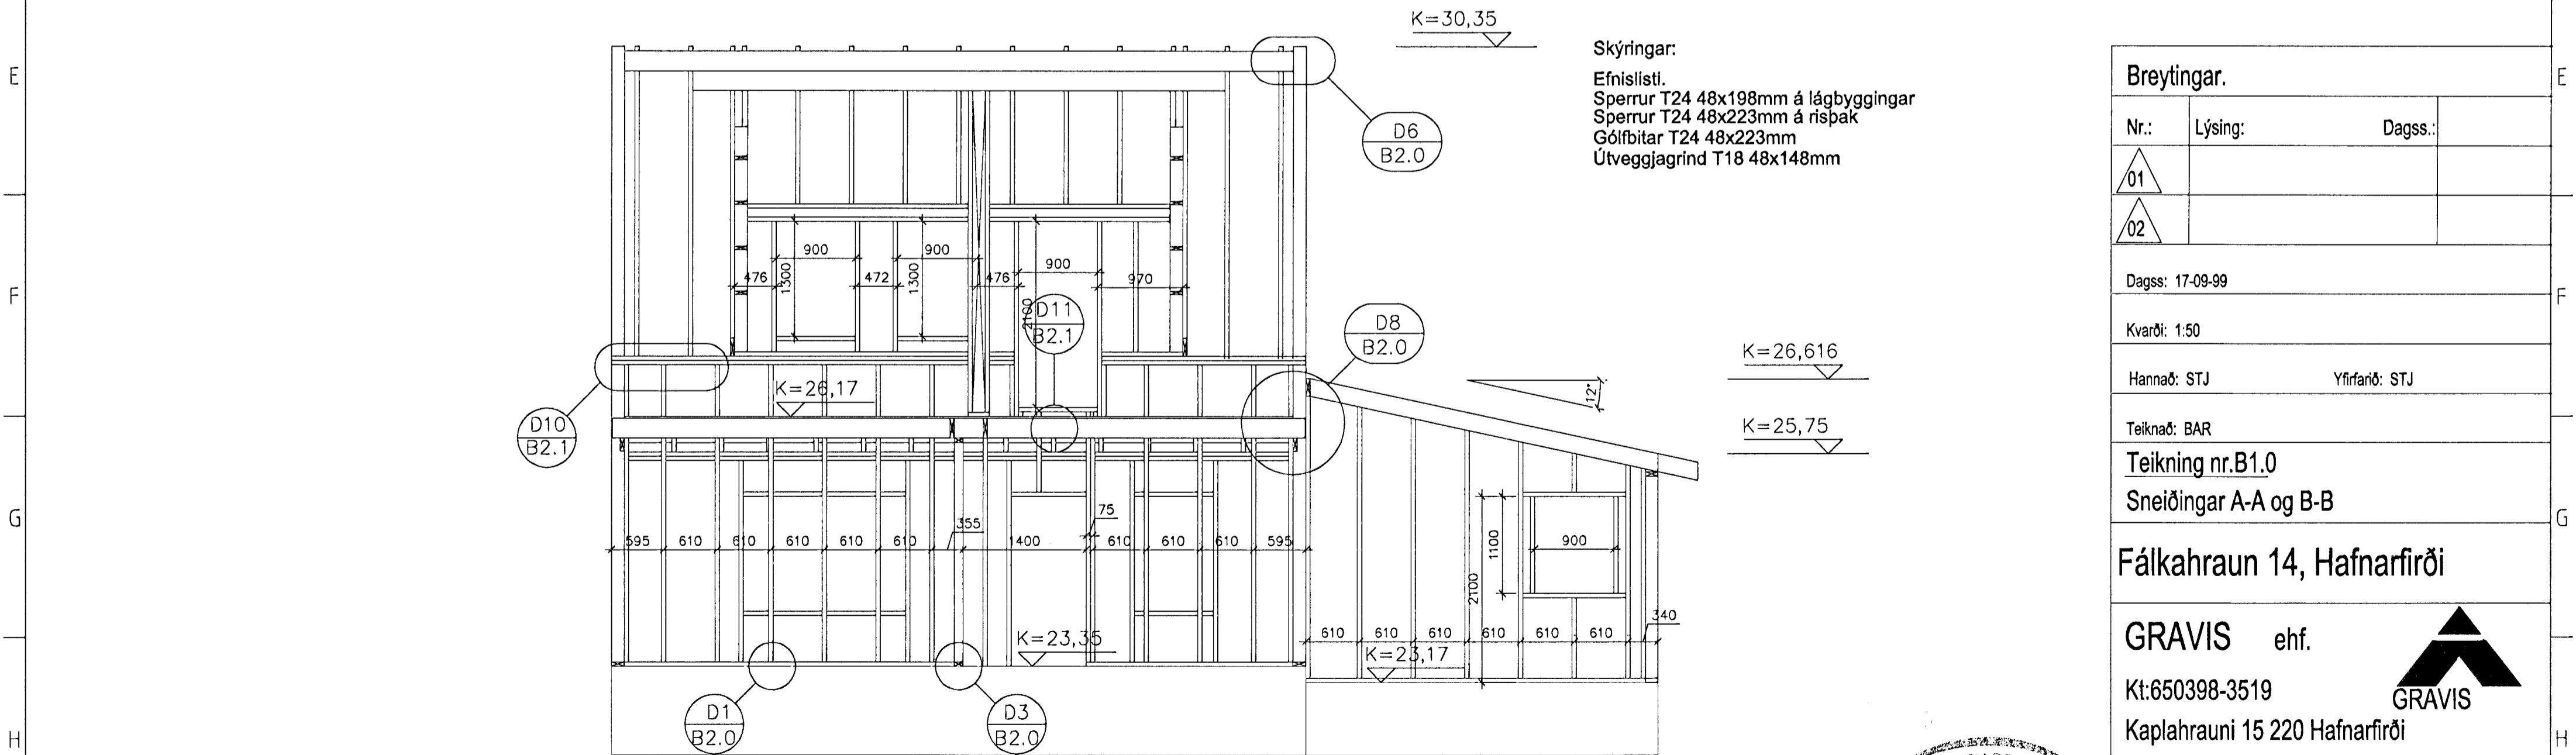 E
F
G
H
K=30,35
Skýringar:
Efnislisti.
Sperrur T24 48x198mm á lágbyggingar
Sperrur T24 48x223mm á risþak
Gólfbitar T24 48x223mm
Útveggjagrind T18 48x148mm
D6
B2.0
900
900
900
476
1300
472
1300
476
970
2100
D11
B2.1
D8
B2.0
K=26,17
K=26,616
12°
K=25,75
D10
B2.1
355
75
595
610
610
610
610
610
1400
610
610
610
595
1100
900
2100
610
610
610
610
610
610
340
K=23,35
K=23,17
D1
B2.0
D3
B2.0
Breytingar.
Nr.: Lýsing: Dagss.:
01
02
Dagss: 17-09-99
Kvarði: 1:50
Hannað: STJ Yfirfarið: STJ
Teiknað: BAR
Teikning nr.B1.0
Sneiðingar A-A og B-B
Fálkahraun 14, Hafnarfirði
GRAVIS ehf.
GRAVIS
Kt:650398-3519
Kaplahrauni 15 220 Hafnarfirði
E
F
G
H